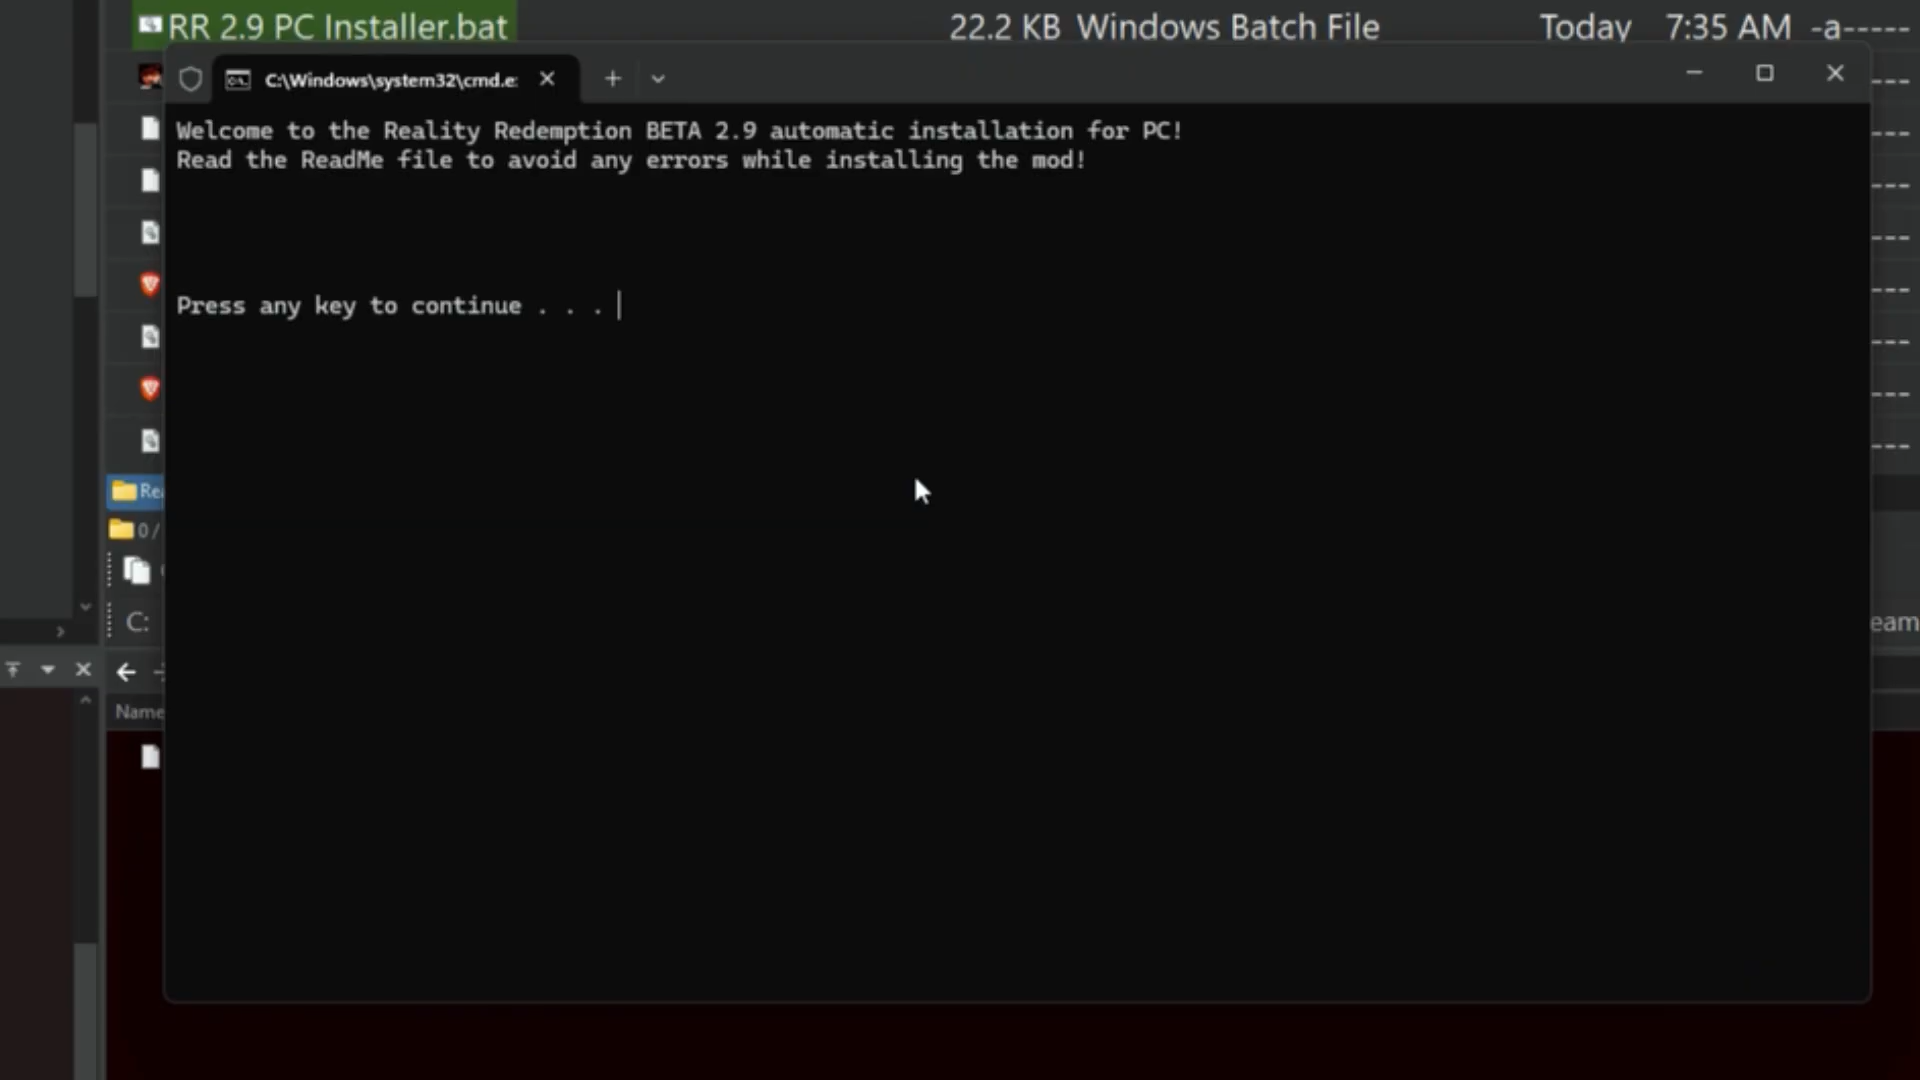 RR 2.9 PC Installer.bat 22.2 KB Windows Batch File Today 7:35 AM -a-----
C:\Windows\system32\cmd.e
Welcome to the Reality Redemption BETA 2.9 automatic installation for PC!
Read the ReadMe file to avoid any errors while installing the mod!
Press any key to continue . . .
Rea
0 /
C:
eam
Name